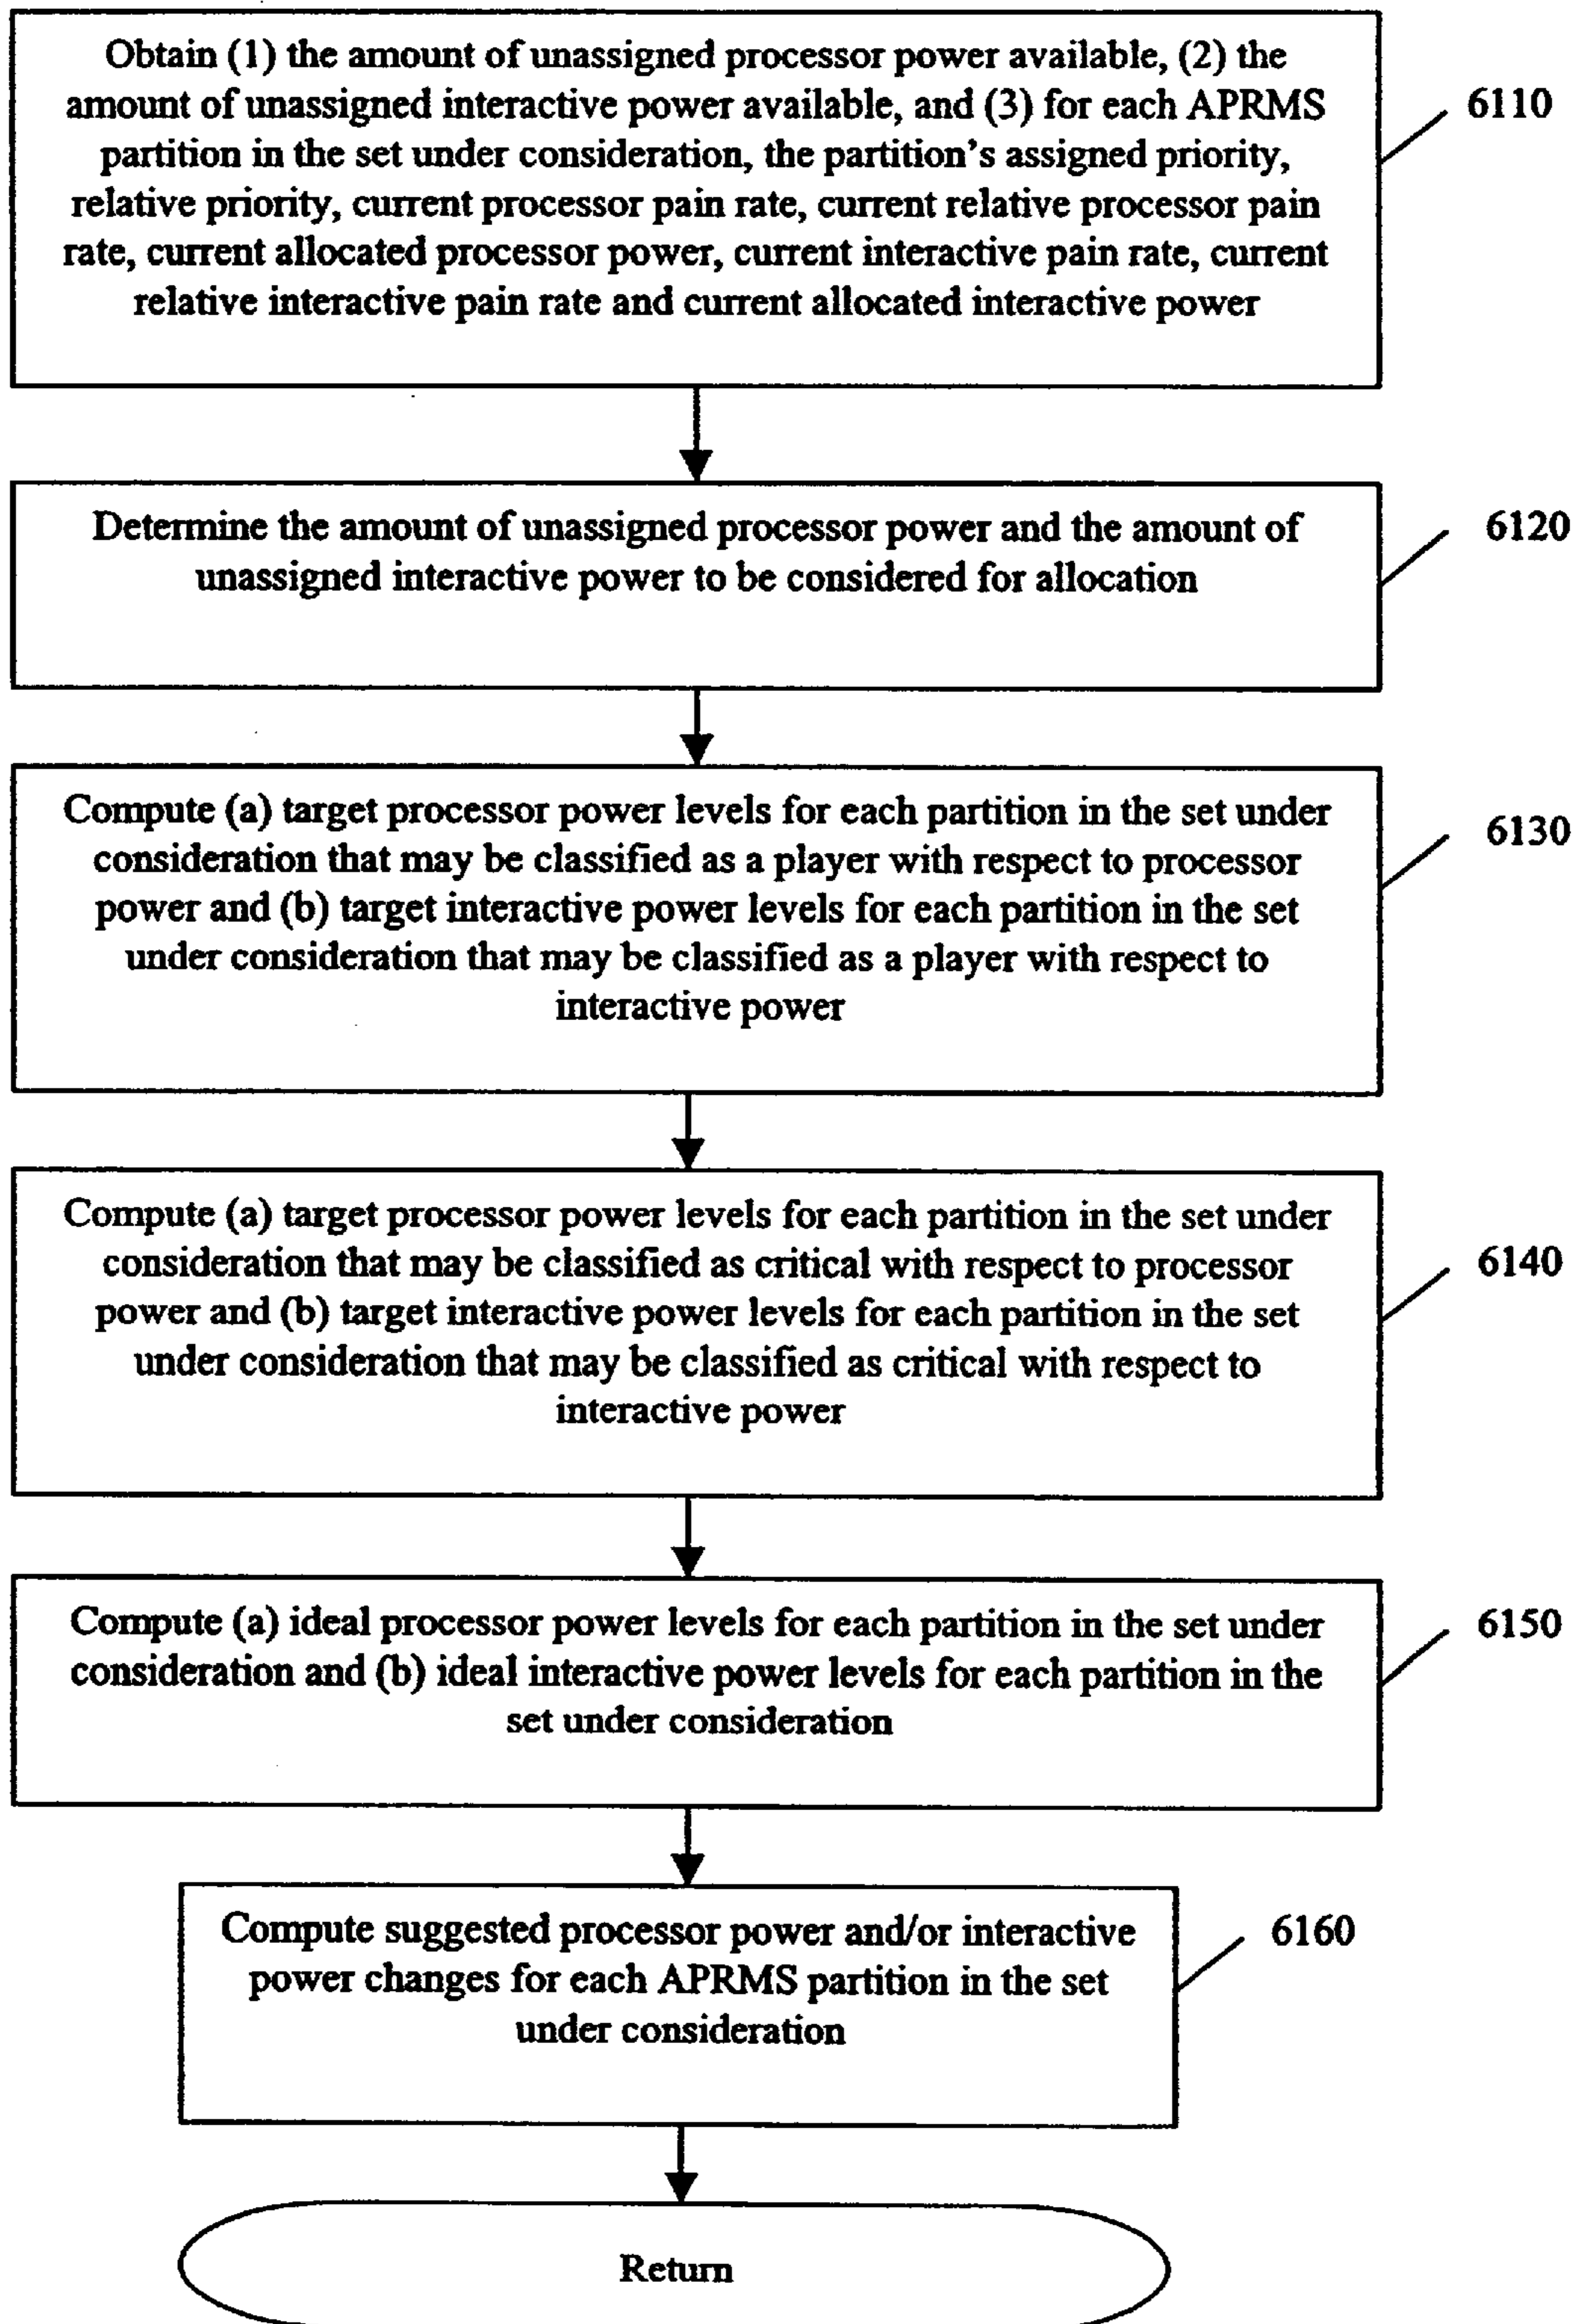 Obtain (1) the amount of unassigned processor power available, (2) the
amount of unassigned interactive power available, and (3) for each APRMS
partition in the set under consideration, the partition's assigned priority,
relative priority, current processor pain rate, current relative processor pain
rate, current allocated processor power, current interactive pain rate, current
relative interactive pain rate and current allocated interactive power
6110
Determine the amount of unassigned processor power and the amount of
unassigned interactive power to be considered for allocation
6120
Compute (a) target processor power levels for each partition in the set under
consideration that may be classified as a player with respect to processor
power and (b) target interactive power levels for each partition in the set
under consideration that may be classified as a player with respect to
interactive power
6130
Compute (a) target processor power levels for each partition in the set under
consideration that may be classified as critical with respect to processor
power and (b) target interactive power levels for each partition in the set
under consideration that may be classified as critical with respect to
interactive power
6140
Compute (a) ideal processor power levels for each partition in the set under
consideration and (b) ideal interactive power levels for each partition in the
set under consideration
6150
Compute suggested processor power and/or interactive
power changes for each APRMS partition in the set
under consideration
6160
Return